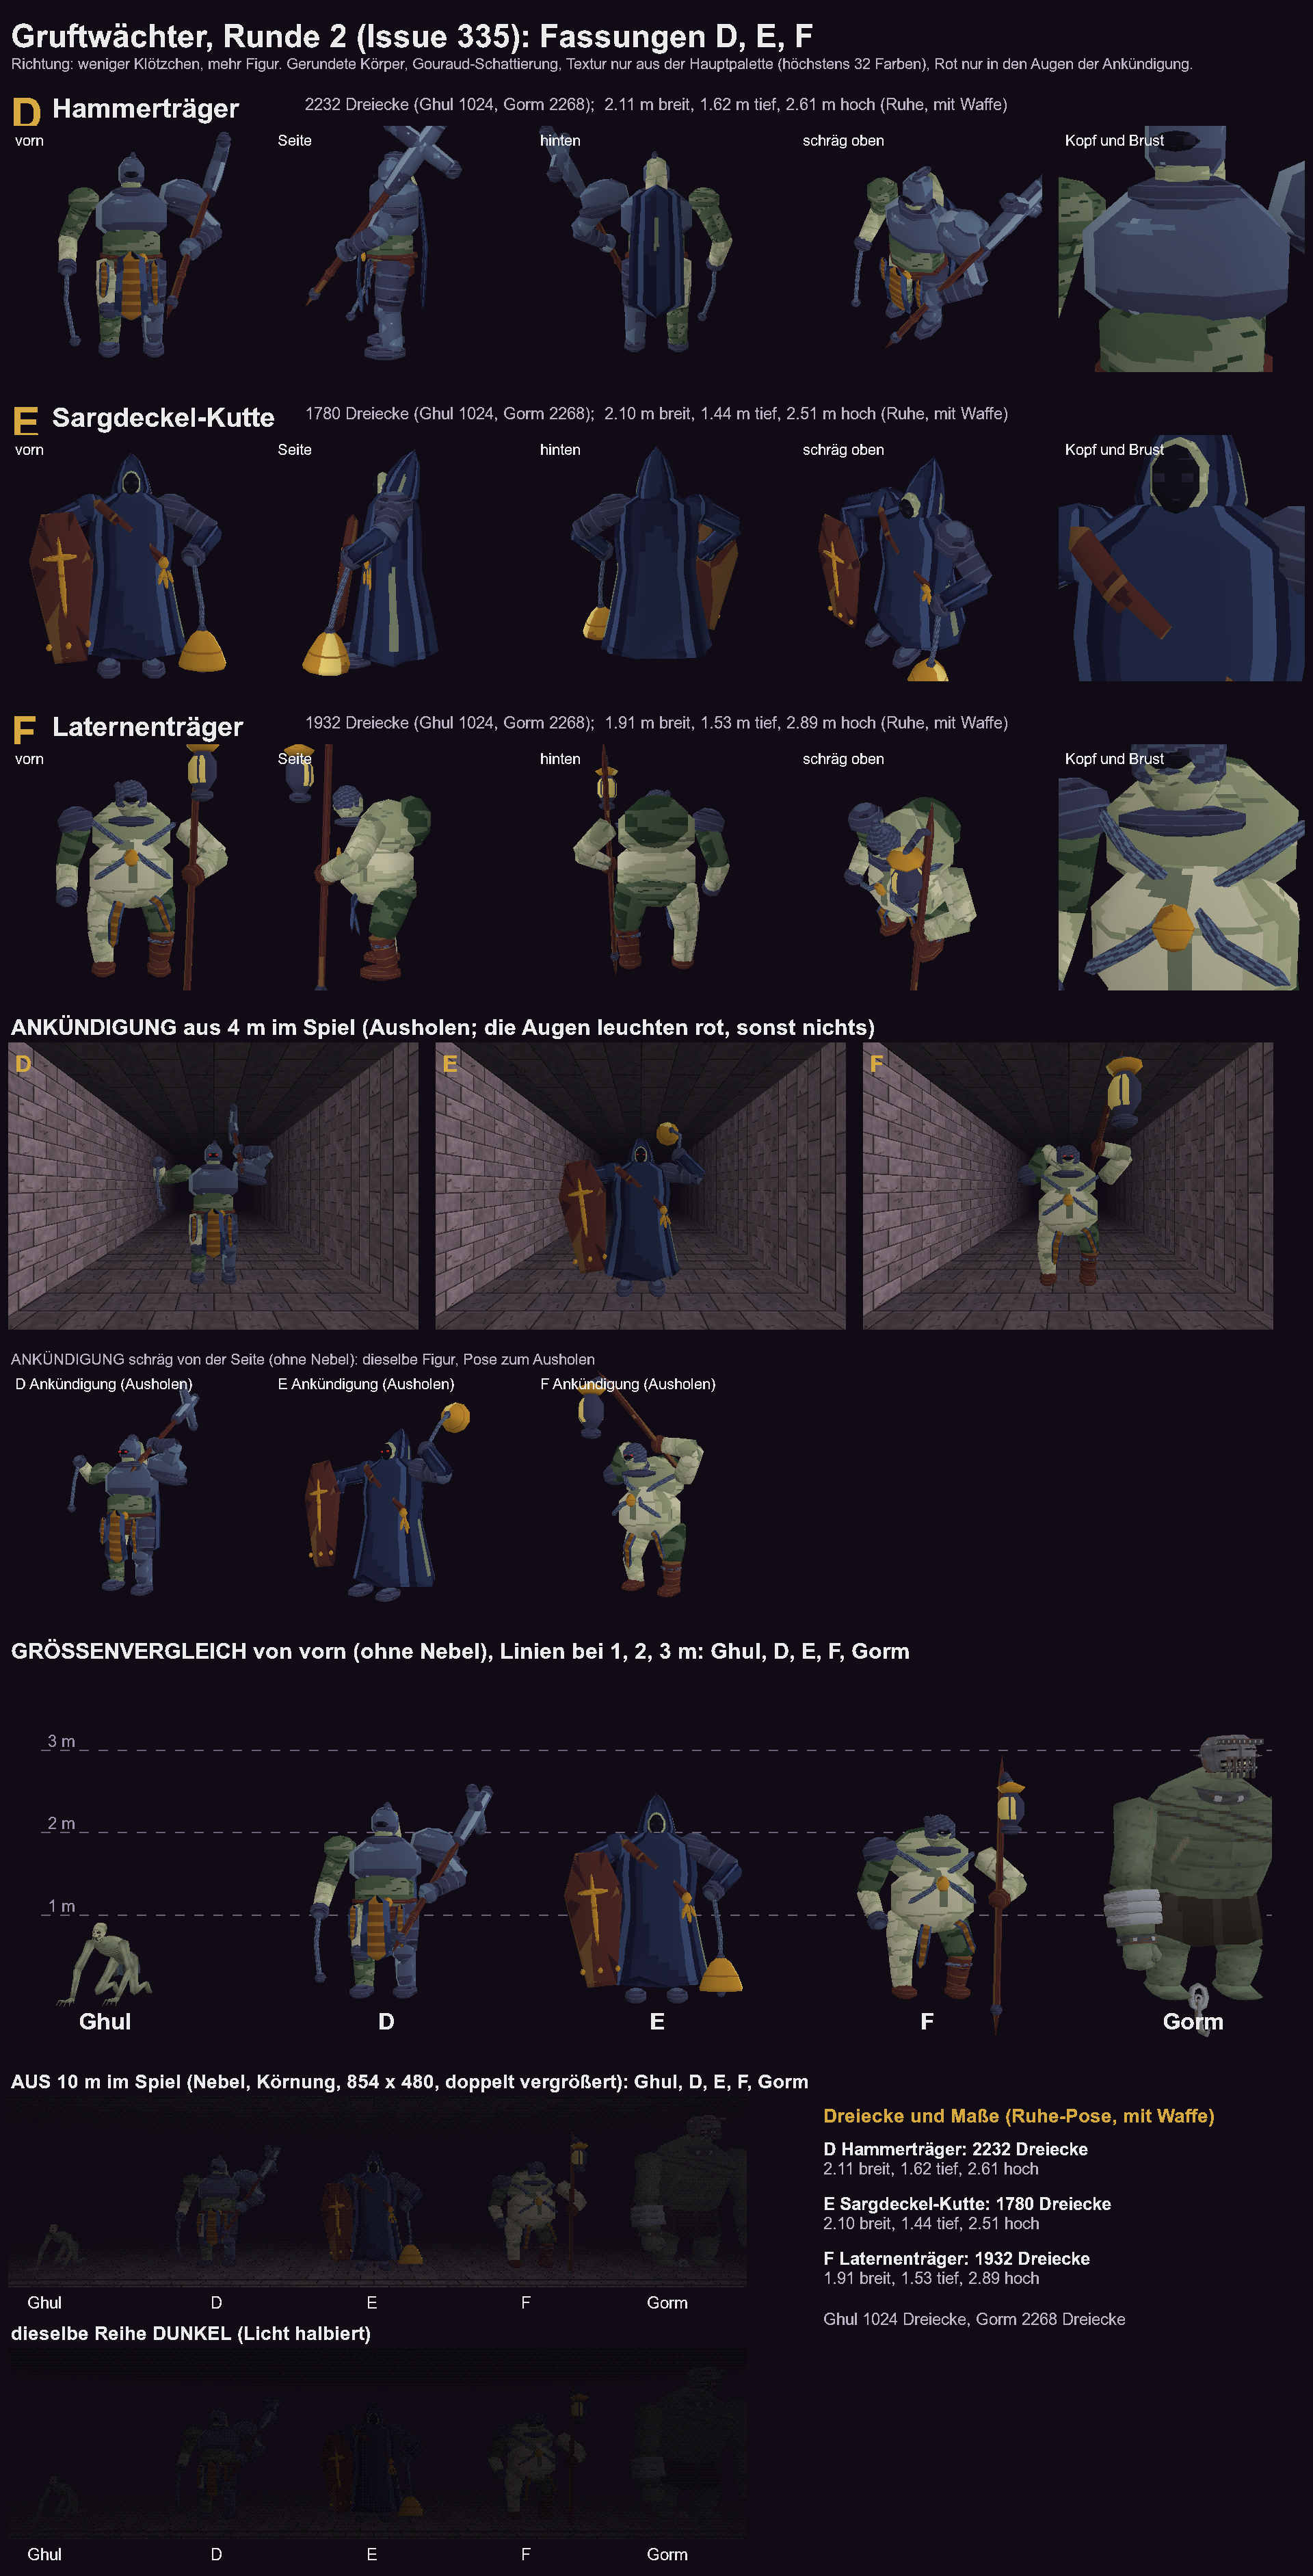 Gruftwächter, Runde 2 (Issue 335): Fassungen D, E, F
Richtung: weniger Klötzchen, mehr Figur. Gerundete Körper, Gouraud-Schattierung, Textur nur aus der Hauptpalette (höchstens 32 Farben), Rot nur in den Augen der Ankündigung.
D Hammerträger 2232 Dreiecke (Ghul 1024, Gorm 2268); 2.11 m breit, 1.62 m tief, 2.61 m hoch (Ruhe, mit Waffe)
vorn Seite hinten schräg oben Kopf und Brust
E Sargdeckel-Kutte 1780 Dreiecke (Ghul 1024, Gorm 2268); 2.10 m breit, 1.44 m tief, 2.51 m hoch (Ruhe, mit Waffe)
vorn Seite hinten schräg oben Kopf und Brust
F Laternenträger 1932 Dreiecke (Ghul 1024, Gorm 2268); 1.91 m breit, 1.53 m tief, 2.89 m hoch (Ruhe, mit Waffe)
vorn Seite hinten schräg oben Kopf und Brust
ANKÜNDIGUNG aus 4 m im Spiel (Ausholen; die Augen leuchten rot, sonst nichts)
D E F
ANKÜNDIGUNG schräg von der Seite (ohne Nebel): dieselbe Figur, Pose zum Ausholen
D Ankündigung (Ausholen) E Ankündigung (Ausholen) F Ankündigung (Ausholen)
GRÖSSENVERGLEICH von vorn (ohne Nebel), Linien bei 1, 2, 3 m: Ghul, D, E, F, Gorm
3 m
2 m
1 m
Ghul D E F Gorm
AUS 10 m im Spiel (Nebel, Körnung, 854 x 480, doppelt vergrößert): Ghul, D, E, F, Gorm
Ghul D E F Gorm
dieselbe Reihe DUNKEL (Licht halbiert)
Ghul D E F Gorm
Dreiecke und Maße (Ruhe-Pose, mit Waffe)
D Hammerträger: 2232 Dreiecke
2.11 breit, 1.62 tief, 2.61 hoch
E Sargdeckel-Kutte: 1780 Dreiecke
2.10 breit, 1.44 tief, 2.51 hoch
F Laternenträger: 1932 Dreiecke
1.91 breit, 1.53 tief, 2.89 hoch
Ghul 1024 Dreiecke, Gorm 2268 Dreiecke